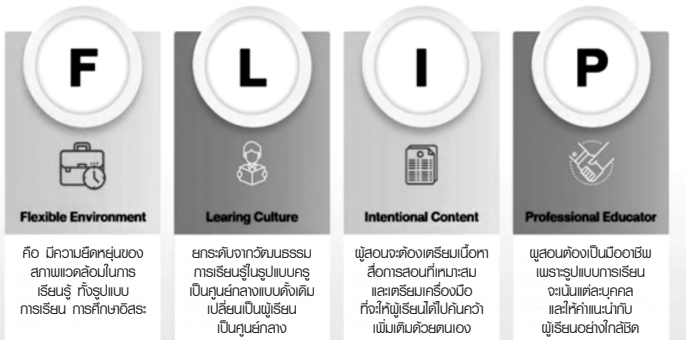 F
Flexible Environment
คือ มีความยืดหยุ่นของ
สภาพแวดล้อมในการ
เรียนรู้ ทั้งรูปแบบ
การเรียน การศึกษาอิสระ
L
Learing Culture
ยกระดับจากวัฒนธรรม
การเรียนรู้ในรูปแบบครู
เป็นศูนย์กลางแบบดั้งเดิม
เปลี่ยนเป็นผู้เรียน
เป็นศูนย์กลาง
I
Intentional Content
ผู้สอนจะต้องเตรียมเนื้อหา
สื่อการสอนที่เหมาะสม
และเตรียมเครื่องมือ
ที่จะให้ผู้เรียนได้ไปค้นคว้า
เพิ่มเติมด้วยตนเอง
P
Professional Educator
ผูสอนต้องเป็นมืออาชีพ
เพราะรูปแบบการเรียน
จะเน้นแต่ละบุคคล
และให้คำแนะนำกับ
ผู้เรียนอย่างใกล้ชิด